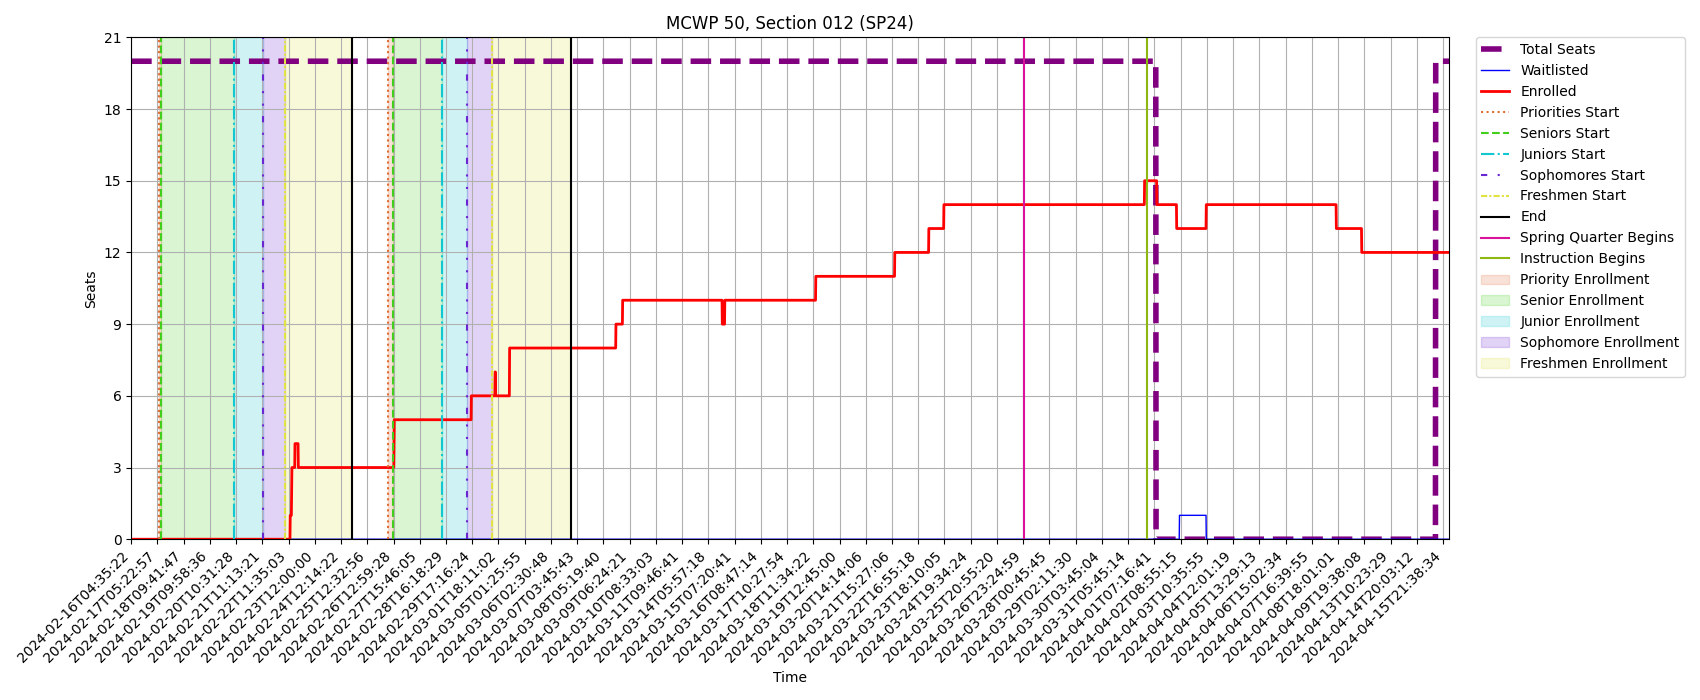 MCWP 50, Section 012 (SP24)
Seats
21
18
15
12
9
6
3
0
2024-02-16T04:35:22
2024-02-17T05:22:57
2024-02-18T09:41:47
2024-02-19T09:58:36
2024-02-20T10:31:28
2024-02-21T11:13:21
2024-02-22T11:35:03
2024-02-23T12:00:00
2024-02-24T12:14:22
2024-02-25T12:32:56
2024-02-26T12:59:28
2024-02-27T15:46:05
2024-02-28T16:18:29
2024-02-29T17:16:24
2024-03-01T18:11:02
2024-03-05T01:25:55
2024-03-06T02:30:48
2024-03-07T03:45:43
2024-03-08T05:19:40
2024-03-09T06:24:21
2024-03-10T08:33:03
2024-03-11T09:46:41
2024-03-14T05:57:18
2024-03-15T07:20:41
2024-03-16T08:47:14
2024-03-17T10:27:54
2024-03-18T11:34:22
2024-03-19T12:45:00
2024-03-20T14:14:06
2024-03-21T15:27:06
2024-03-22T16:55:18
2024-03-23T18:10:05
2024-03-24T19:34:24
2024-03-25T20:55:20
2024-03-26T23:24:59
2024-03-28T00:45:45
2024-03-29T02:11:30
2024-03-30T03:45:04
2024-03-31T05:45:14
2024-04-01T07:16:41
2024-04-02T08:55:15
2024-04-03T10:35:55
2024-04-04T12:01:19
2024-04-05T13:29:13
2024-04-06T15:02:34
2024-04-07T16:39:55
2024-04-08T18:01:01
2024-04-09T19:38:08
2024-04-13T10:23:29
2024-04-14T20:03:12
2024-04-15T21:38:34
Time
Total Seats
Waitlisted
Enrolled
Priorities Start
Seniors Start
Juniors Start
Sophomores Start
Freshmen Start
End
Spring Quarter Begins
Instruction Begins
Priority Enrollment
Senior Enrollment
Junior Enrollment
Sophomore Enrollment
Freshmen Enrollment